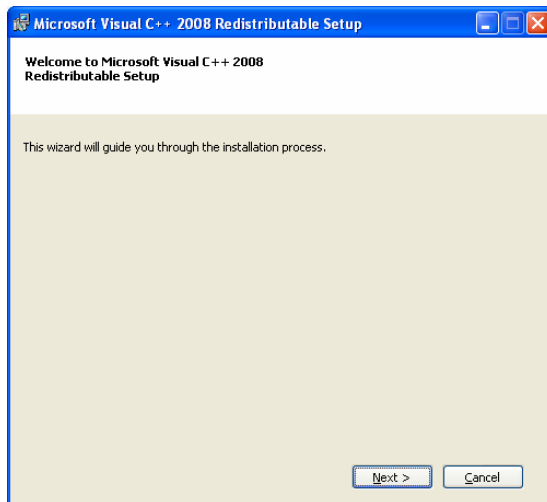 Microsoft Visual C++ 2008 Redistributable Setup
Welcome to Microsoft Visual C++ 2008
Redistributable Setup
This wizard will guide you through the installation process.
Next > Cancel